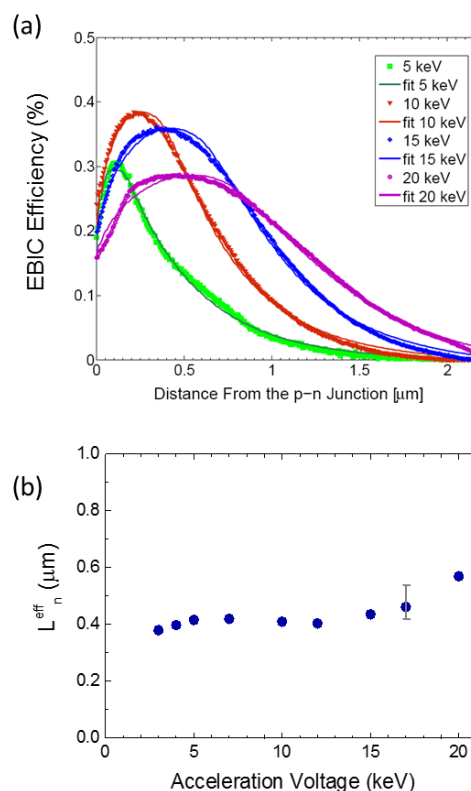 (a)
0.5
0.4
0.3
0.2
0.1
0
EBIC Efficiency (%)
5 keV
fit 5 keV
10 keV
fit 10 keV
15 keV
fit 15 keV
20 keV
fit 20 keV
0 0.5 1 1.5 2
Distance From the p-n Junction [μm]
(b)
1.0
0.8
0.6
0.4
0.2
0.0
L^eff_n (μm)
0 5 10 15 20
Acceleration Voltage (keV)